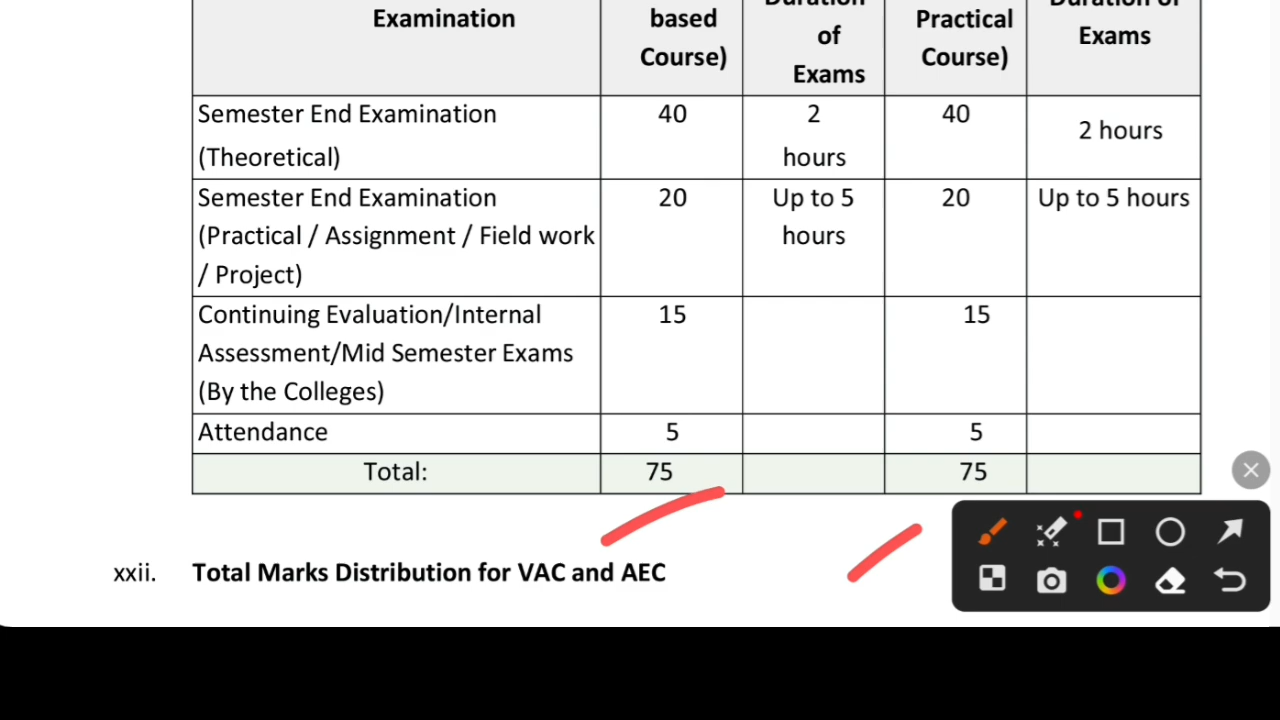 Examination
based
Course)
of
Exams
Practical
Course)
Duration of
Exams
Semester End Examination
(Theoretical)
40
2
hours
40
2 hours
Semester End Examination
(Practical / Assignment / Field work
/ Project)
20
Up to 5
hours
20
Up to 5 hours
Continuing Evaluation/Internal
Assessment/Mid Semester Exams
(By the Colleges)
15
15
Attendance
5
5
Total:
75
75
xxii. Total Marks Distribution for VAC and AEC